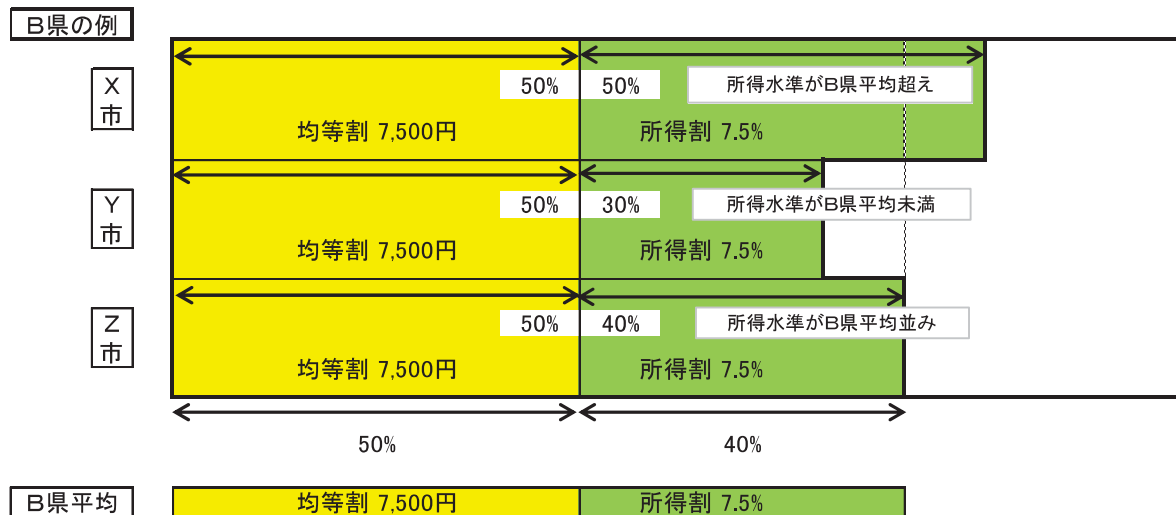 B県の例
X市
50%
50%
所得水準がB県平均超え
均等割 7,500円
所得割 7.5%
Y市
50%
30%
所得水準がB県平均未満
均等割 7,500円
所得割 7.5%
Z市
50%
40%
所得水準がB県平均並み
均等割 7,500円
所得割 7.5%
50%
40%
B県平均
均等割 7,500円
所得割 7.5%